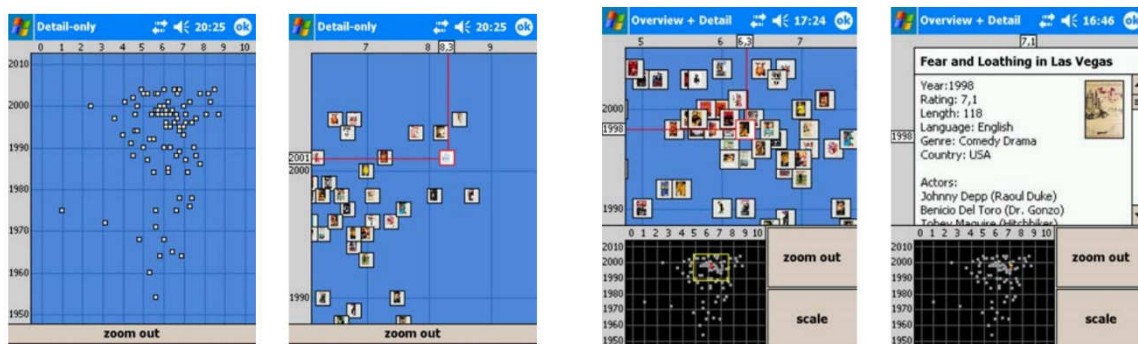 Detail-only 20:25 ok
0 1 2 3 4 5 6 7 8 9 10
2010
2000
1990
1980
1970
1960
1950
zoom out
Detail-only 20:25 ok
7 8 8,3 9
2001
2000
1990
zoom out
Overview + Detail 17:24 ok
5 6 6,3 7
2000
1998
1990
0 1 2 3 4 5 6 7 8 9 10
2010
2000
1990
1980
1970
1960
1950
zoom out
scale
Overview + Detail 16:46 ok
7,1
1998
Fear and Loathing in Las Vegas
Year:1998
Rating: 7,1
Length: 118
Language: English
Genre: Comedy Drama
Country: USA
Actors:
Johnny Depp (Raoul Duke)
Benicio Del Toro (Dr. Gonzo)
Tobey Maguire (Hitchhiker)
0 1 2 3 4 5 6 7 8 9 10
2010
2000
1990
1980
1970
1960
1950
zoom out
scale